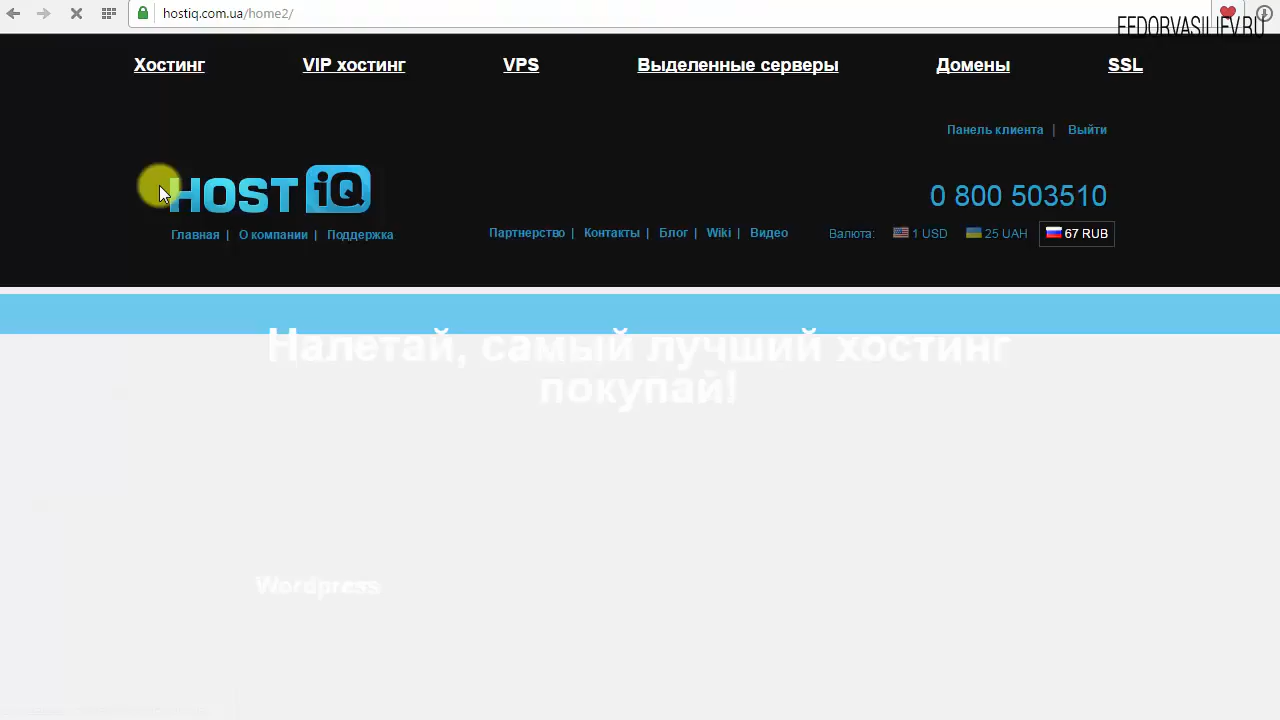 hostiq.com.ua/home2/
FEDORVASILIEV.RU
Хостинг VIP хостинг VPS Выделенные серверы Домены SSL
Панель клиента | Выйти
HOST iQ
0 800 503510
Главная | О компании | Поддержка
Партнерство | Контакты | Блог | Wiki | Видео
Валюта: 1 USD 25 UAH 67 RUB
Налетай, самый лучший хостинг
покупай!
Wordpress